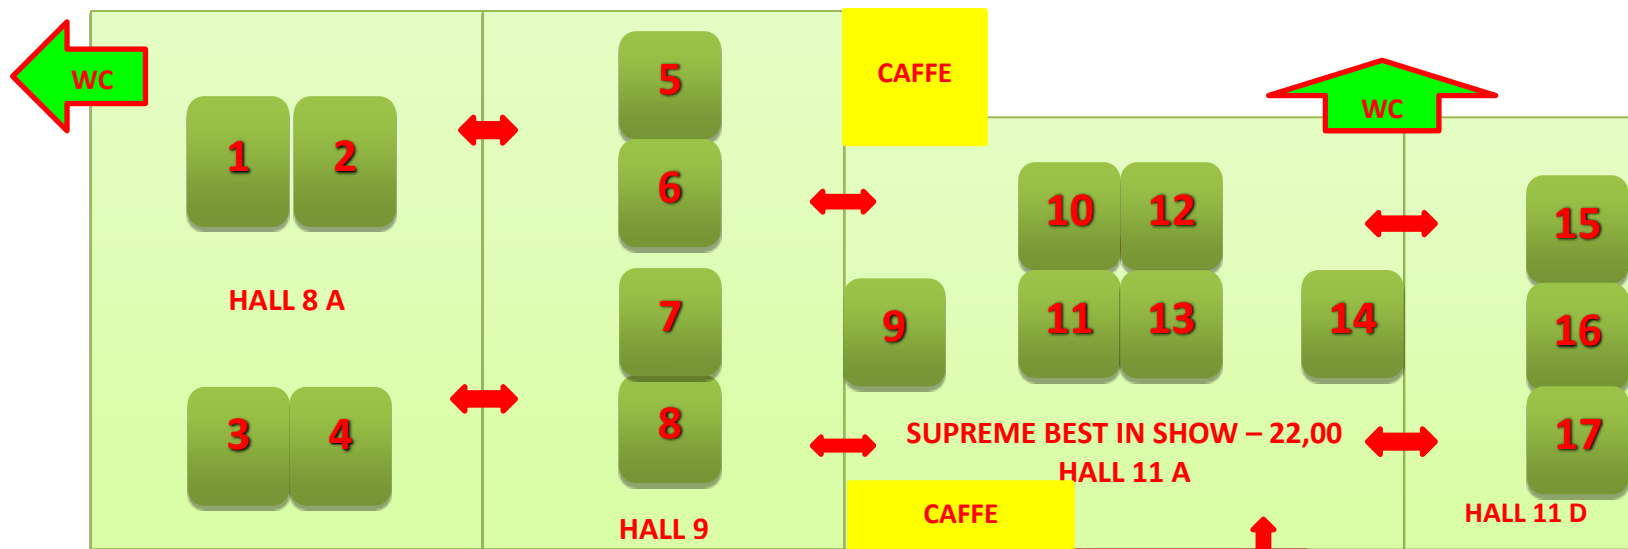 WC
1
2
HALL 8 A
3
4
5
6
7
8
HALL 9
CAFFE
WC
10
12
9
11
13
14
SUPREME BEST IN SHOW – 22,00
HALL 11 A
CAFFE
15
16
17
HALL 11 D